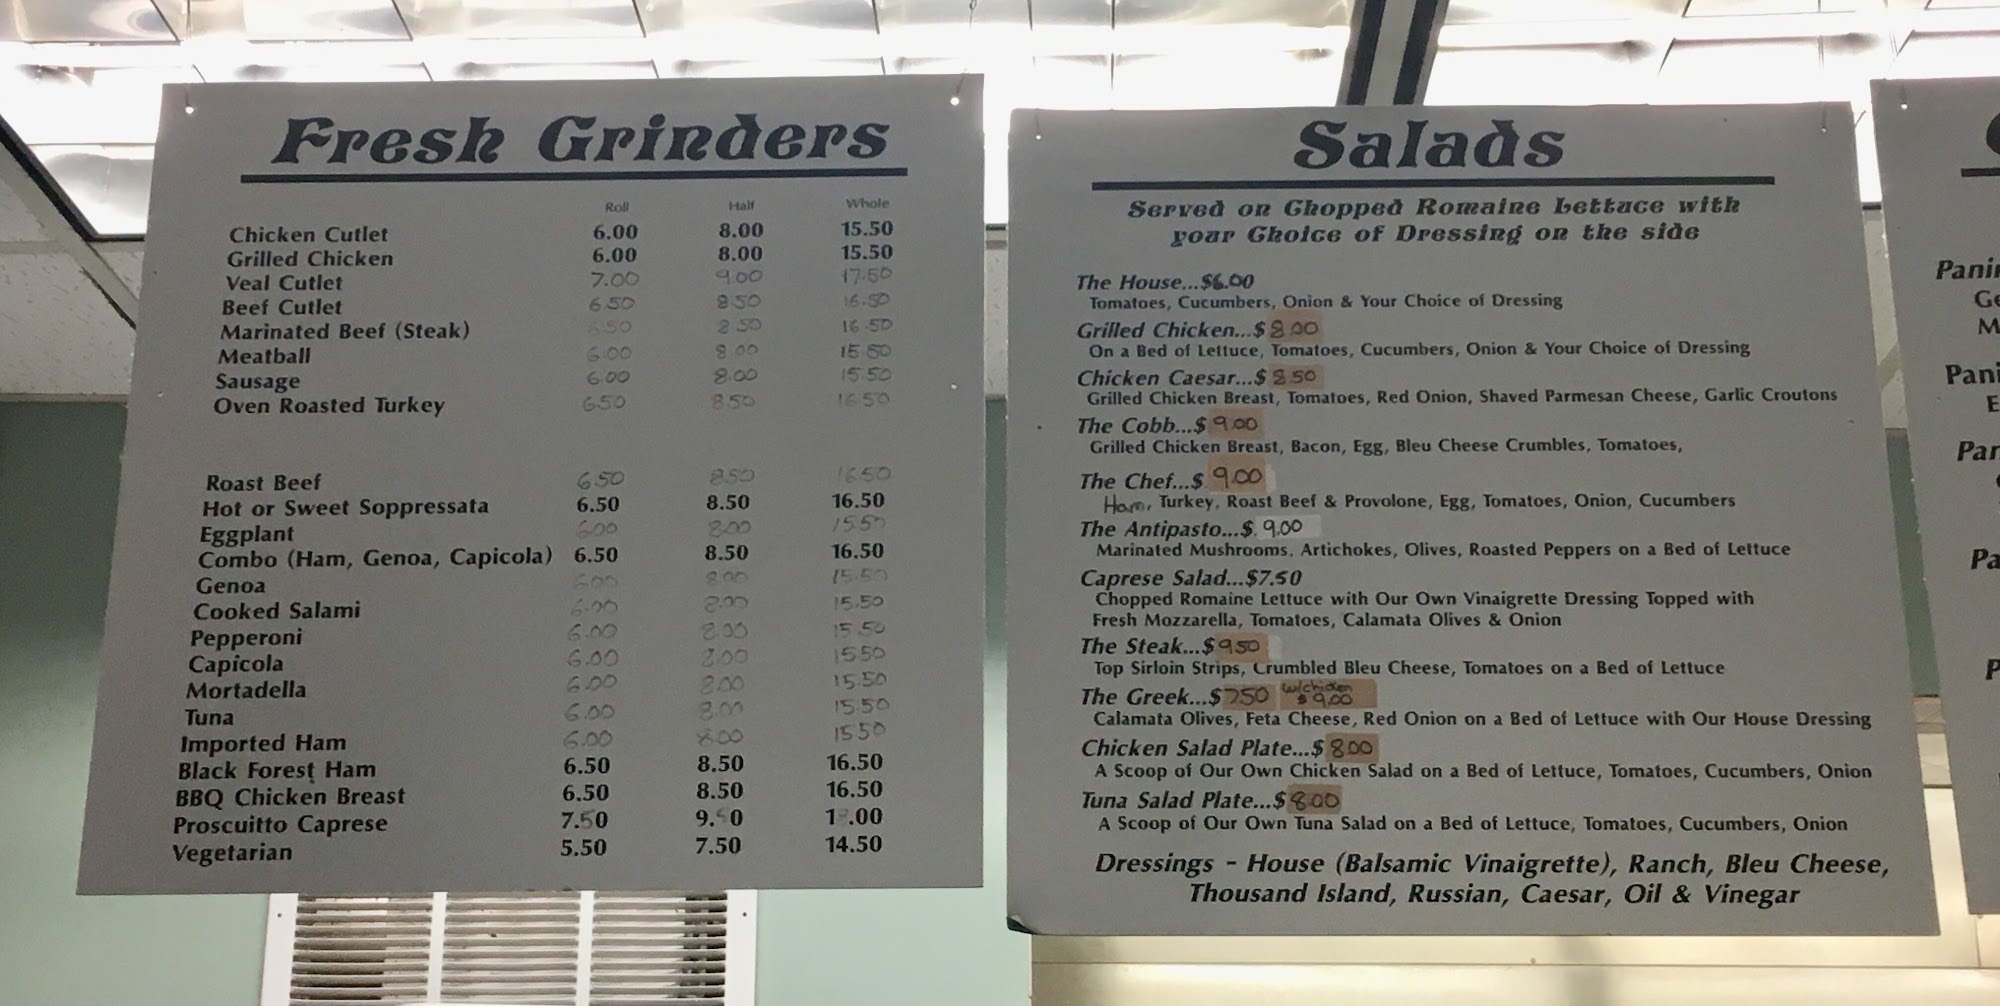 Fresh Grinders
Roll Half Whole
Chicken Cutlet 6.00 8.00 15.50
Grilled Chicken 6.00 8.00 15.50
Veal Cutlet 7.00 9.00 17.50
Beef Cutlet 6.50 8.50 16.50
Marinated Beef (Steak) 6.50 8.50 16.50
Meatball 6.00 8.00 15.50
Sausage 6.00 8.00 15.50
Oven Roasted Turkey 6.50 8.50 16.50
Roast Beef 6.50 8.50 16.50
Hot or Sweet Soppressata 6.50 8.50 16.50
Eggplant 6.00 8.00 15.50
Combo (Ham, Genoa, Capicola) 6.50 8.50 16.50
Genoa 6.00 8.00 15.50
Cooked Salami 6.00 8.00 15.50
Pepperoni 6.00 8.00 15.50
Capicola 6.00 8.00 15.50
Mortadella 6.00 8.00 15.50
Tuna 6.00 8.00 15.50
Imported Ham 6.00 8.00 15.50
Black Forest Ham 6.50 8.50 16.50
BBQ Chicken Breast 6.50 8.50 16.50
Proscuitto Caprese 7.50 9.50
Vegetarian 5.50 7.50 14.50
Salads
Served on Chopped Romaine Lettuce with
your Choice of Dressing on the side
The House...$6.00
Tomatoes, Cucumbers, Onion & Your Choice of Dressing
Grilled Chicken...$8.00
On a Bed of Lettuce, Tomatoes, Cucumbers, Onion & Your Choice of Dressing
Chicken Caesar...$8.50
Grilled Chicken Breast, Tomatoes, Red Onion, Shaved Parmesan Cheese, Garlic Croutons
The Cobb...$9.00
Grilled Chicken Breast, Bacon, Egg, Bleu Cheese Crumbles, Tomatoes,
The Chef...$9.00
Ham, Turkey, Roast Beef & Provolone, Egg, Tomatoes, Onion, Cucumbers
The Antipasto...$.9.00
Marinated Mushrooms. Artichokes, Olives, Roasted Peppers on a Bed of Lettuce
Caprese Salad...$7.50
Chopped Romaine Lettuce with Our Own Vinaigrette Dressing Topped with
Fresh Mozzarella, Tomatoes, Calamata Olives & Onion
The Steak...$9.50
Top Sirloin Strips, Crumbled Bleu Cheese, Tomatoes on a Bed of Lettuce
The Greek...$7.50 w/chicken $9.00
Calamata Olives, Feta Cheese, Red Onion on a Bed of Lettuce with Our House Dressing
Chicken Salad Plate...$8.00
A Scoop of Our Own Chicken Salad on a Bed of Lettuce, Tomatoes, Cucumbers, Onion
Tuna Salad Plate...$8.00
A Scoop of Our Own Tuna Salad on a Bed of Lettuce, Tomatoes, Cucumbers, Onion
Dressings - House (Balsamic Vinaigrette), Ranch, Bleu Cheese,
Thousand Island, Russian, Caesar, Oil & Vinegar